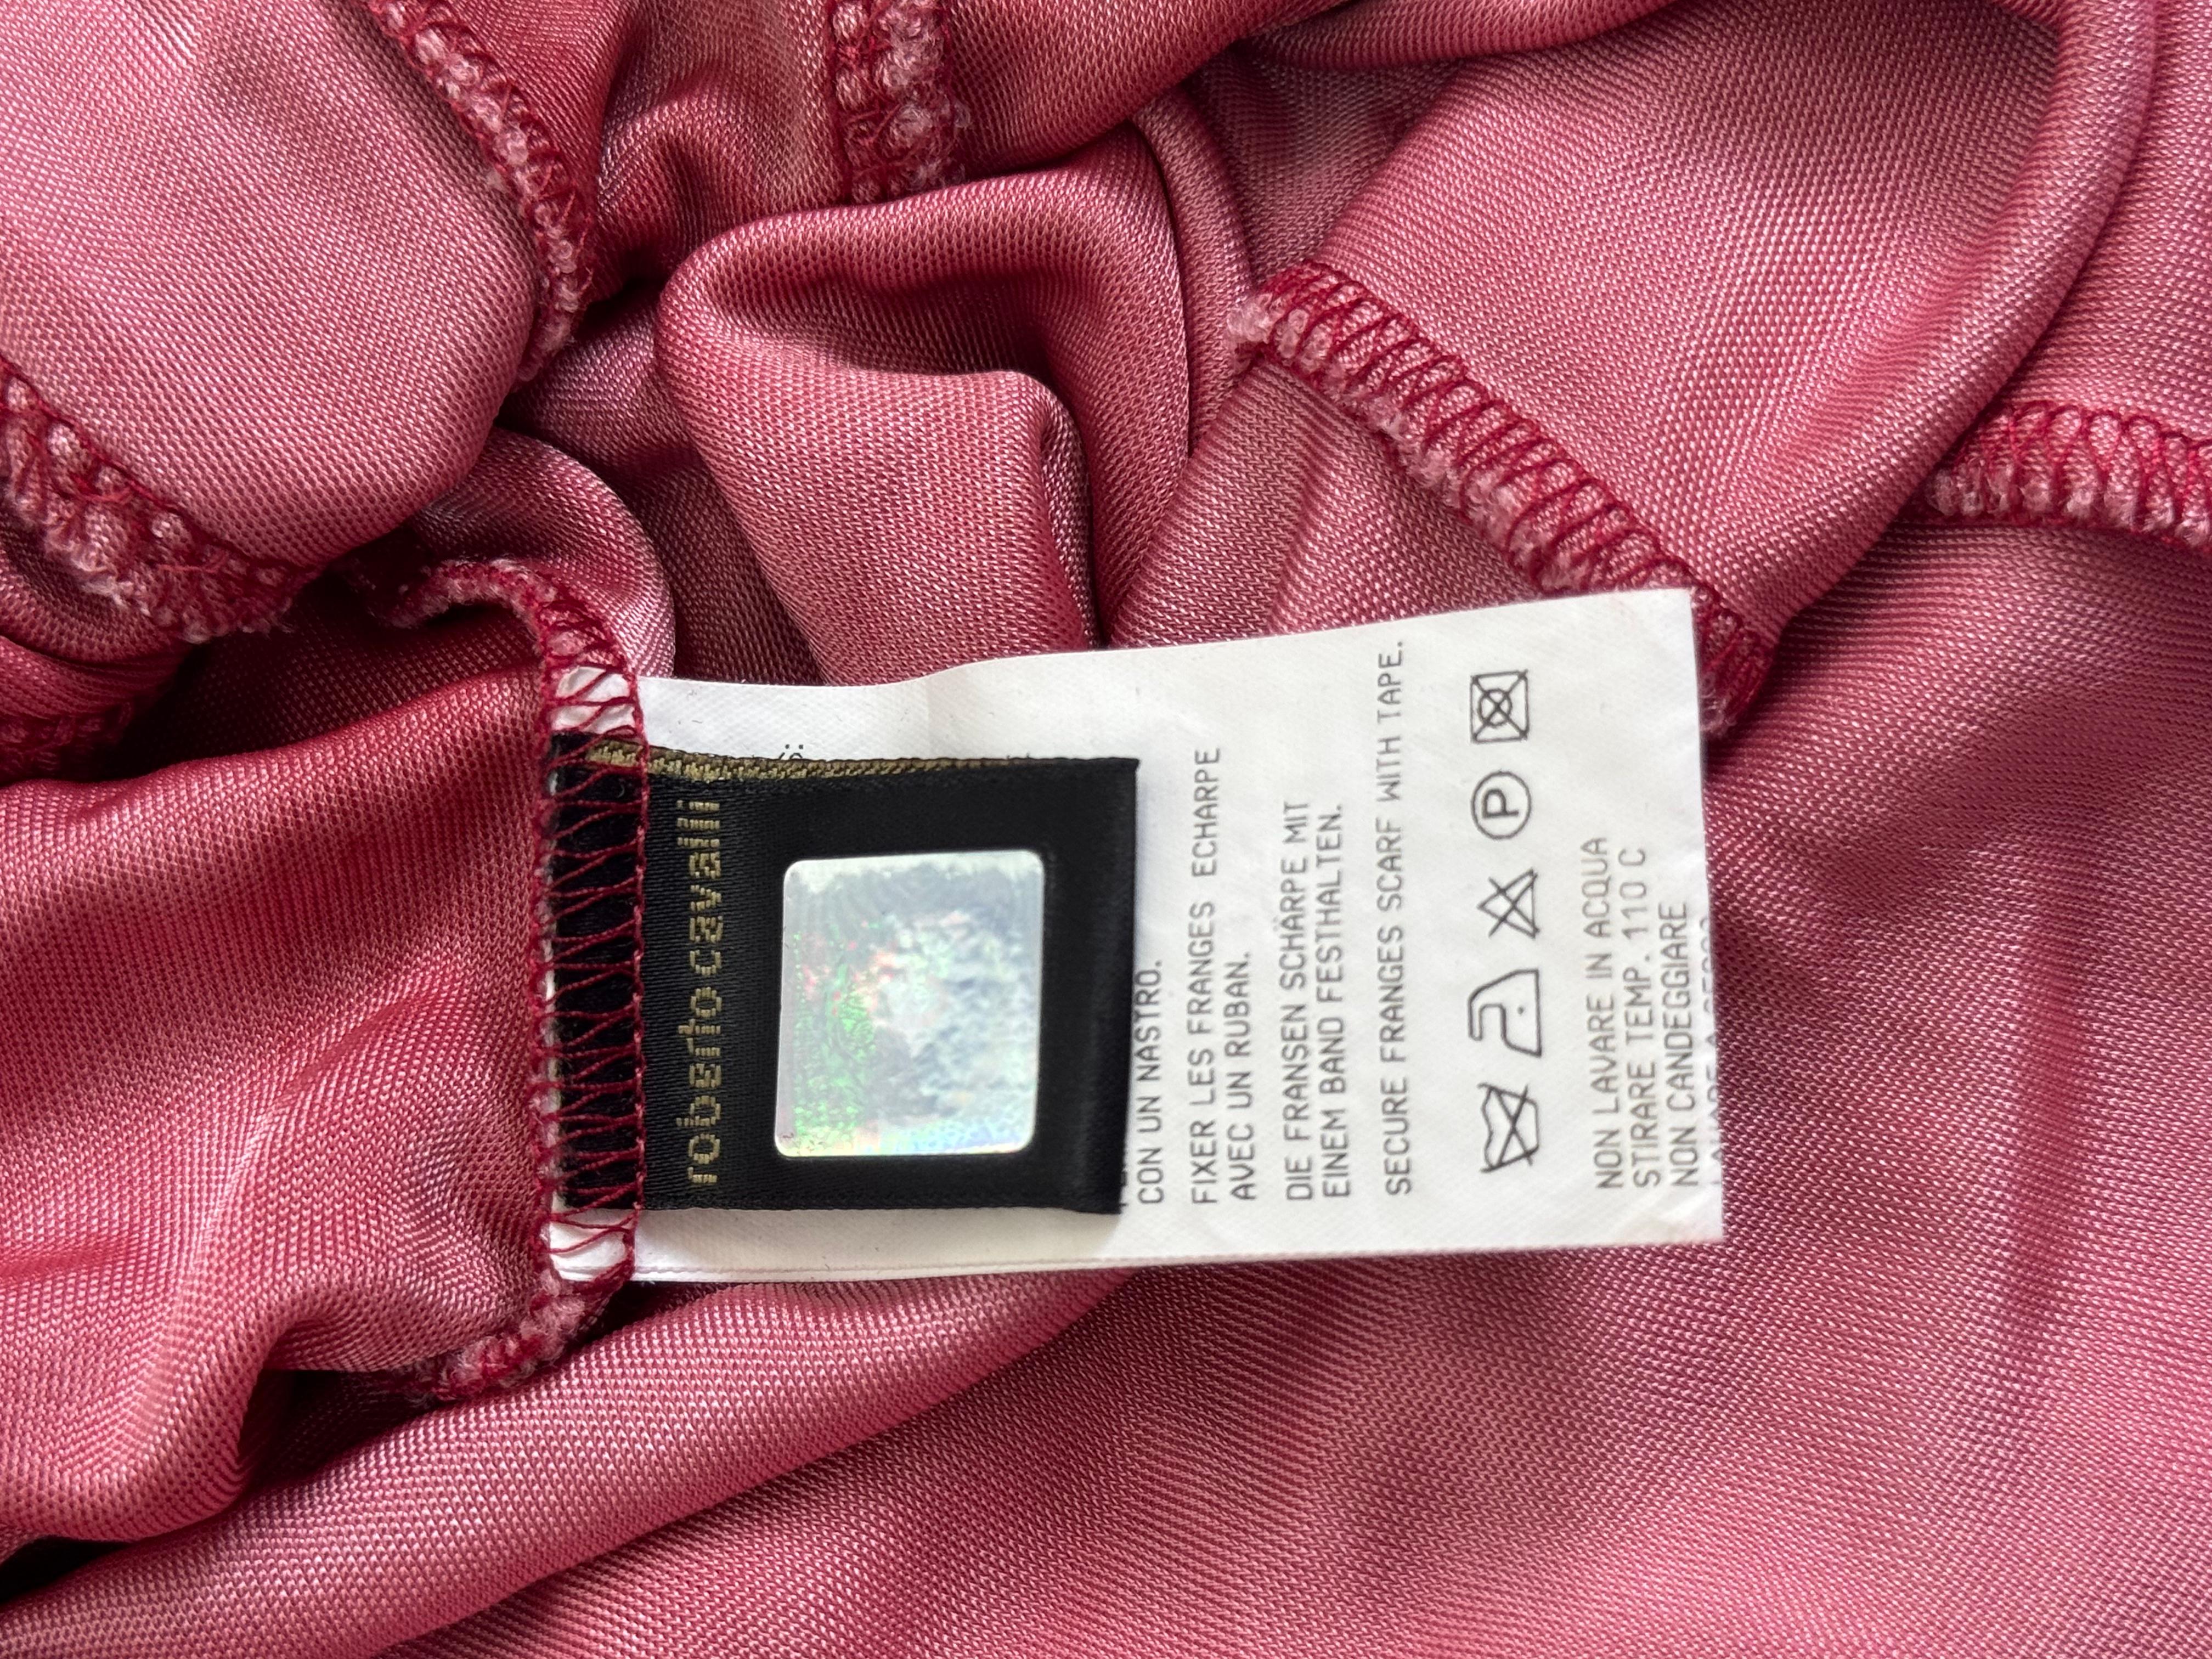 roberto cavalli
CON UN NASTRO.
FIXER LES FRANGES ECHARPE
AVEC UN RUBAN.
DIE FRANSEN SCHÄRPE MIT
EINEM BAND FESTHALTEN.
SECURE FRANGES SCARF WITH TAPE.
P
NON LAVARE IN ACQUA
STIRARE TEMP. 110 C
NON CANDEGGIARE